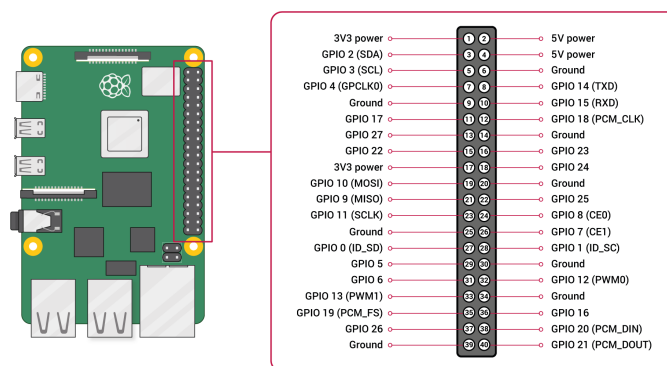 3V3 power 1 2 5V power
GPIO 2 (SDA) 3 4 5V power
GPIO 3 (SCL) 5 6 Ground
GPIO 4 (GPCLK0) 7 8 GPIO 14 (TXD)
Ground 9 10 GPIO 15 (RXD)
GPIO 17 11 12 GPIO 18 (PCM_CLK)
GPIO 27 13 14 Ground
GPIO 22 15 16 GPIO 23
3V3 power 17 18 GPIO 24
GPIO 10 (MOSI) 19 20 Ground
GPIO 9 (MISO) 21 22 GPIO 25
GPIO 11 (SCLK) 23 24 GPIO 8 (CE0)
Ground 25 26 GPIO 7 (CE1)
GPIO 0 (ID_SD) 27 28 GPIO 1 (ID_SC)
GPIO 5 29 30 Ground
GPIO 6 31 32 GPIO 12 (PWM0)
GPIO 13 (PWM1) 33 34 Ground
GPIO 19 (PCM_FS) 35 36 GPIO 16
GPIO 26 37 38 GPIO 20 (PCM_DIN)
Ground 39 40 GPIO 21 (PCM_DOUT)